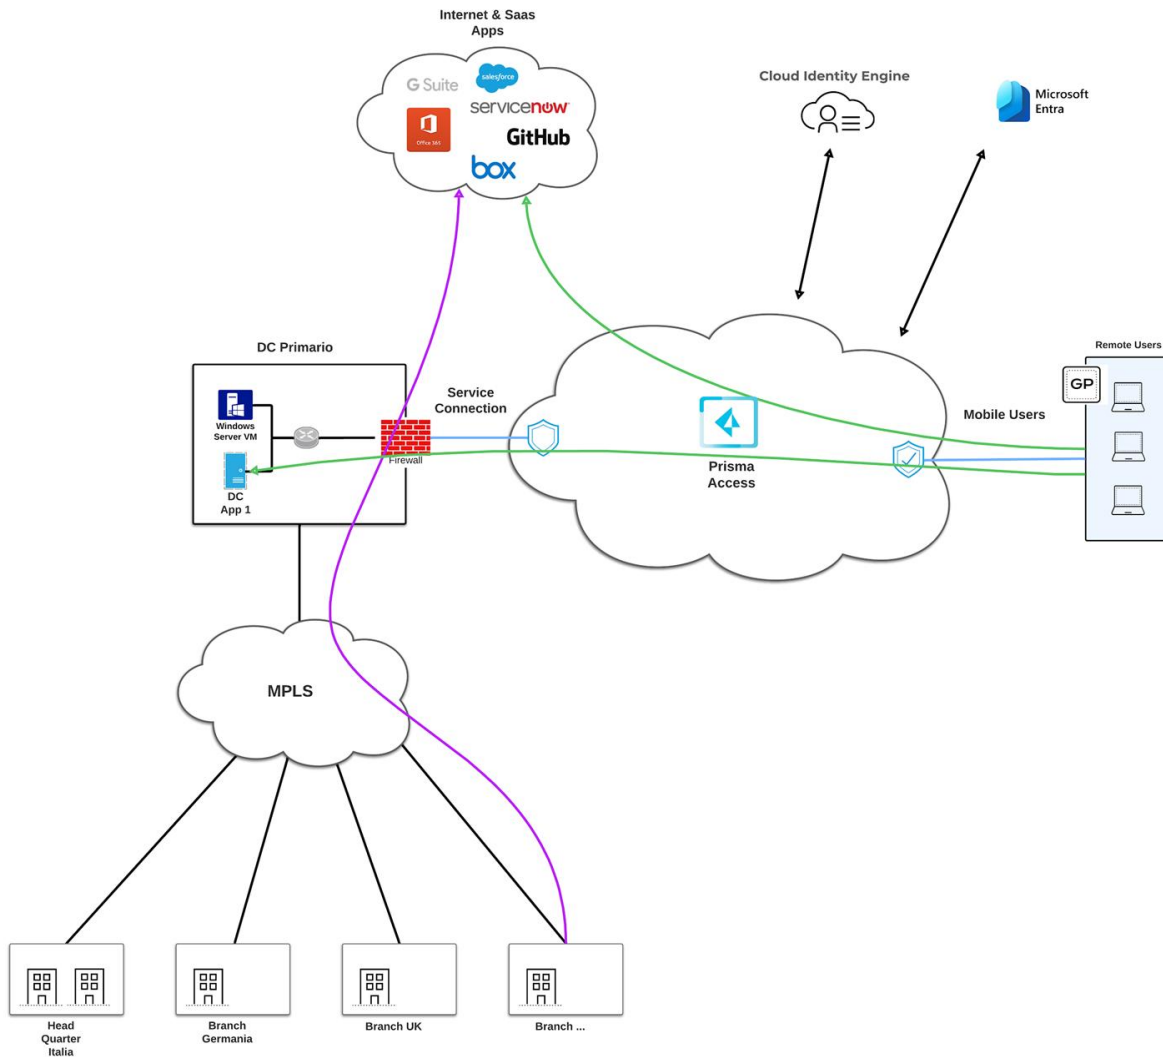 Internet & Saas
Apps
G Suite
salesforce
servicenow
Office 365
GitHub
box
Cloud Identity Engine
Microsoft
Entra
DC Primario
Windows
Server VM
DC
App 1
Firewall
Service
Connection
Prisma
Access
Mobile Users
Remote Users
GP
MPLS
Head
Quarter
Italia
Branch
Germania
Branch UK
Branch ...